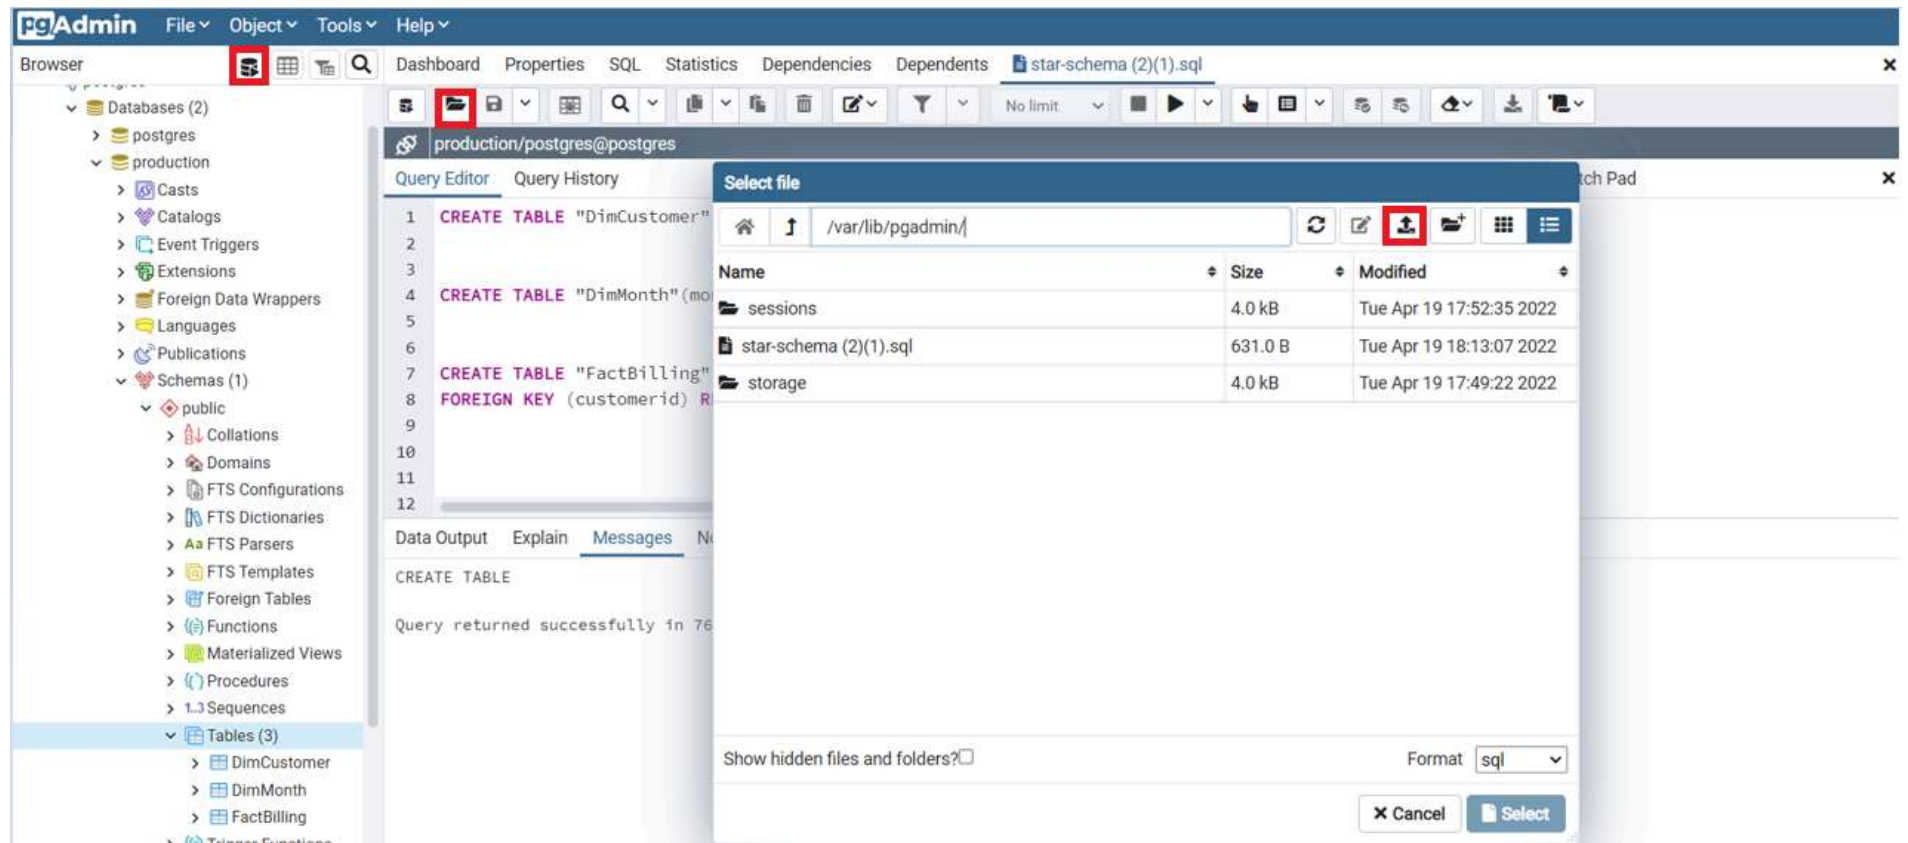 pgAdmin File Object Tools Help
Browser
Dashboard Properties SQL Statistics Dependencies Dependents star-schema (2)(1).sql
Databases (2)
postgres
production
Casts
Catalogs
Event Triggers
Extensions
Foreign Data Wrappers
Languages
Publications
Schemas (1)
public
Collations
Domains
FTS Configurations
FTS Dictionaries
Aa FTS Parsers
FTS Templates
Foreign Tables
Functions
Materialized Views
Procedures
1..3 Sequences
Tables (3)
DimCustomer
DimMonth
FactBilling
No limit
production/postgres@postgres
Query Editor Query History
tch Pad
1 CREATE TABLE "DimCustomer"
2
3
4 CREATE TABLE "DimMonth"(mo
5
6
7 CREATE TABLE "FactBilling"
8 FOREIGN KEY (customerid) R
9
10
11
12
Data Output Explain Messages
CREATE TABLE
Query returned successfully in 76
Select file
/var/lib/pgadmin/
Name Size Modified
sessions 4.0 kB Tue Apr 19 17:52:35 2022
star-schema (2)(1).sql 631.0 B Tue Apr 19 18:13:07 2022
storage 4.0 kB Tue Apr 19 17:49:22 2022
Show hidden files and folders?
Format sql
Cancel Select